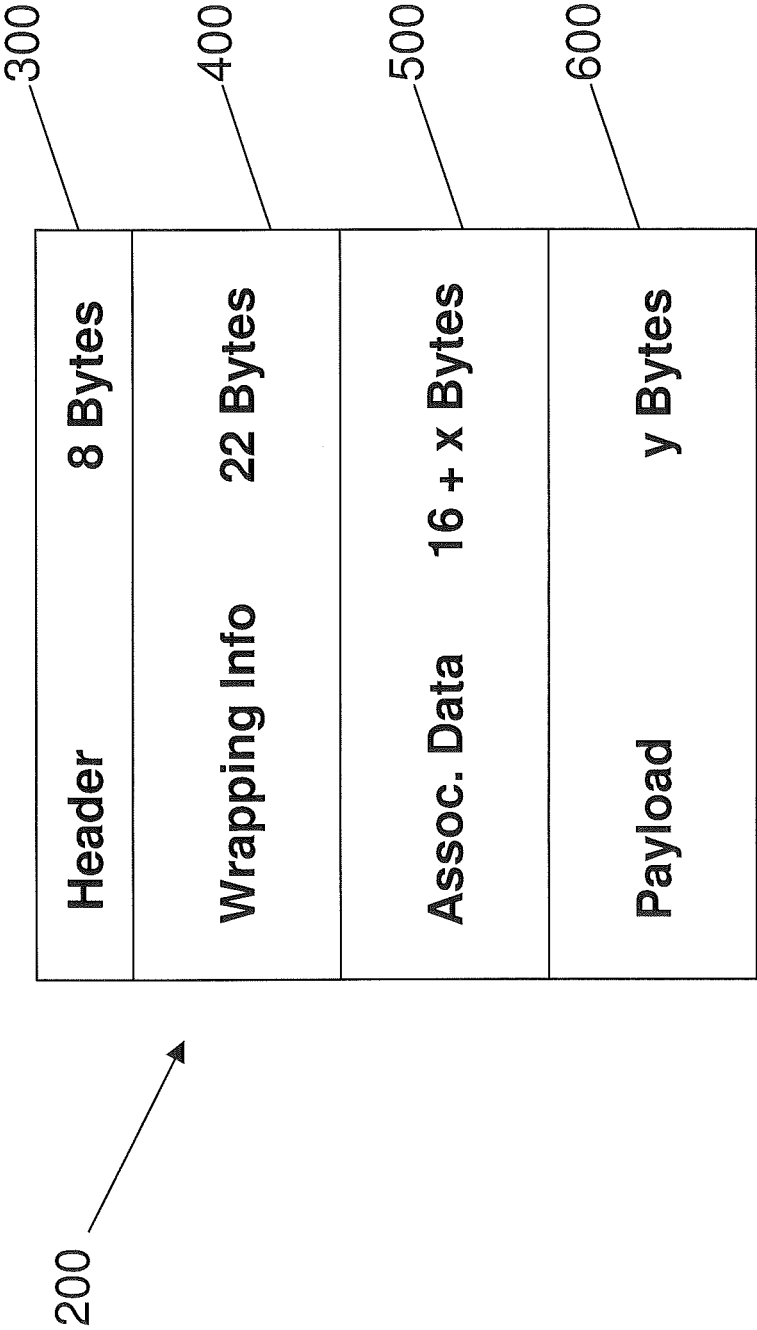 200
Header 8 Bytes 300
Wrapping Info 22 Bytes 400
Assoc. Data 16 + x Bytes 500
Payload y Bytes 600